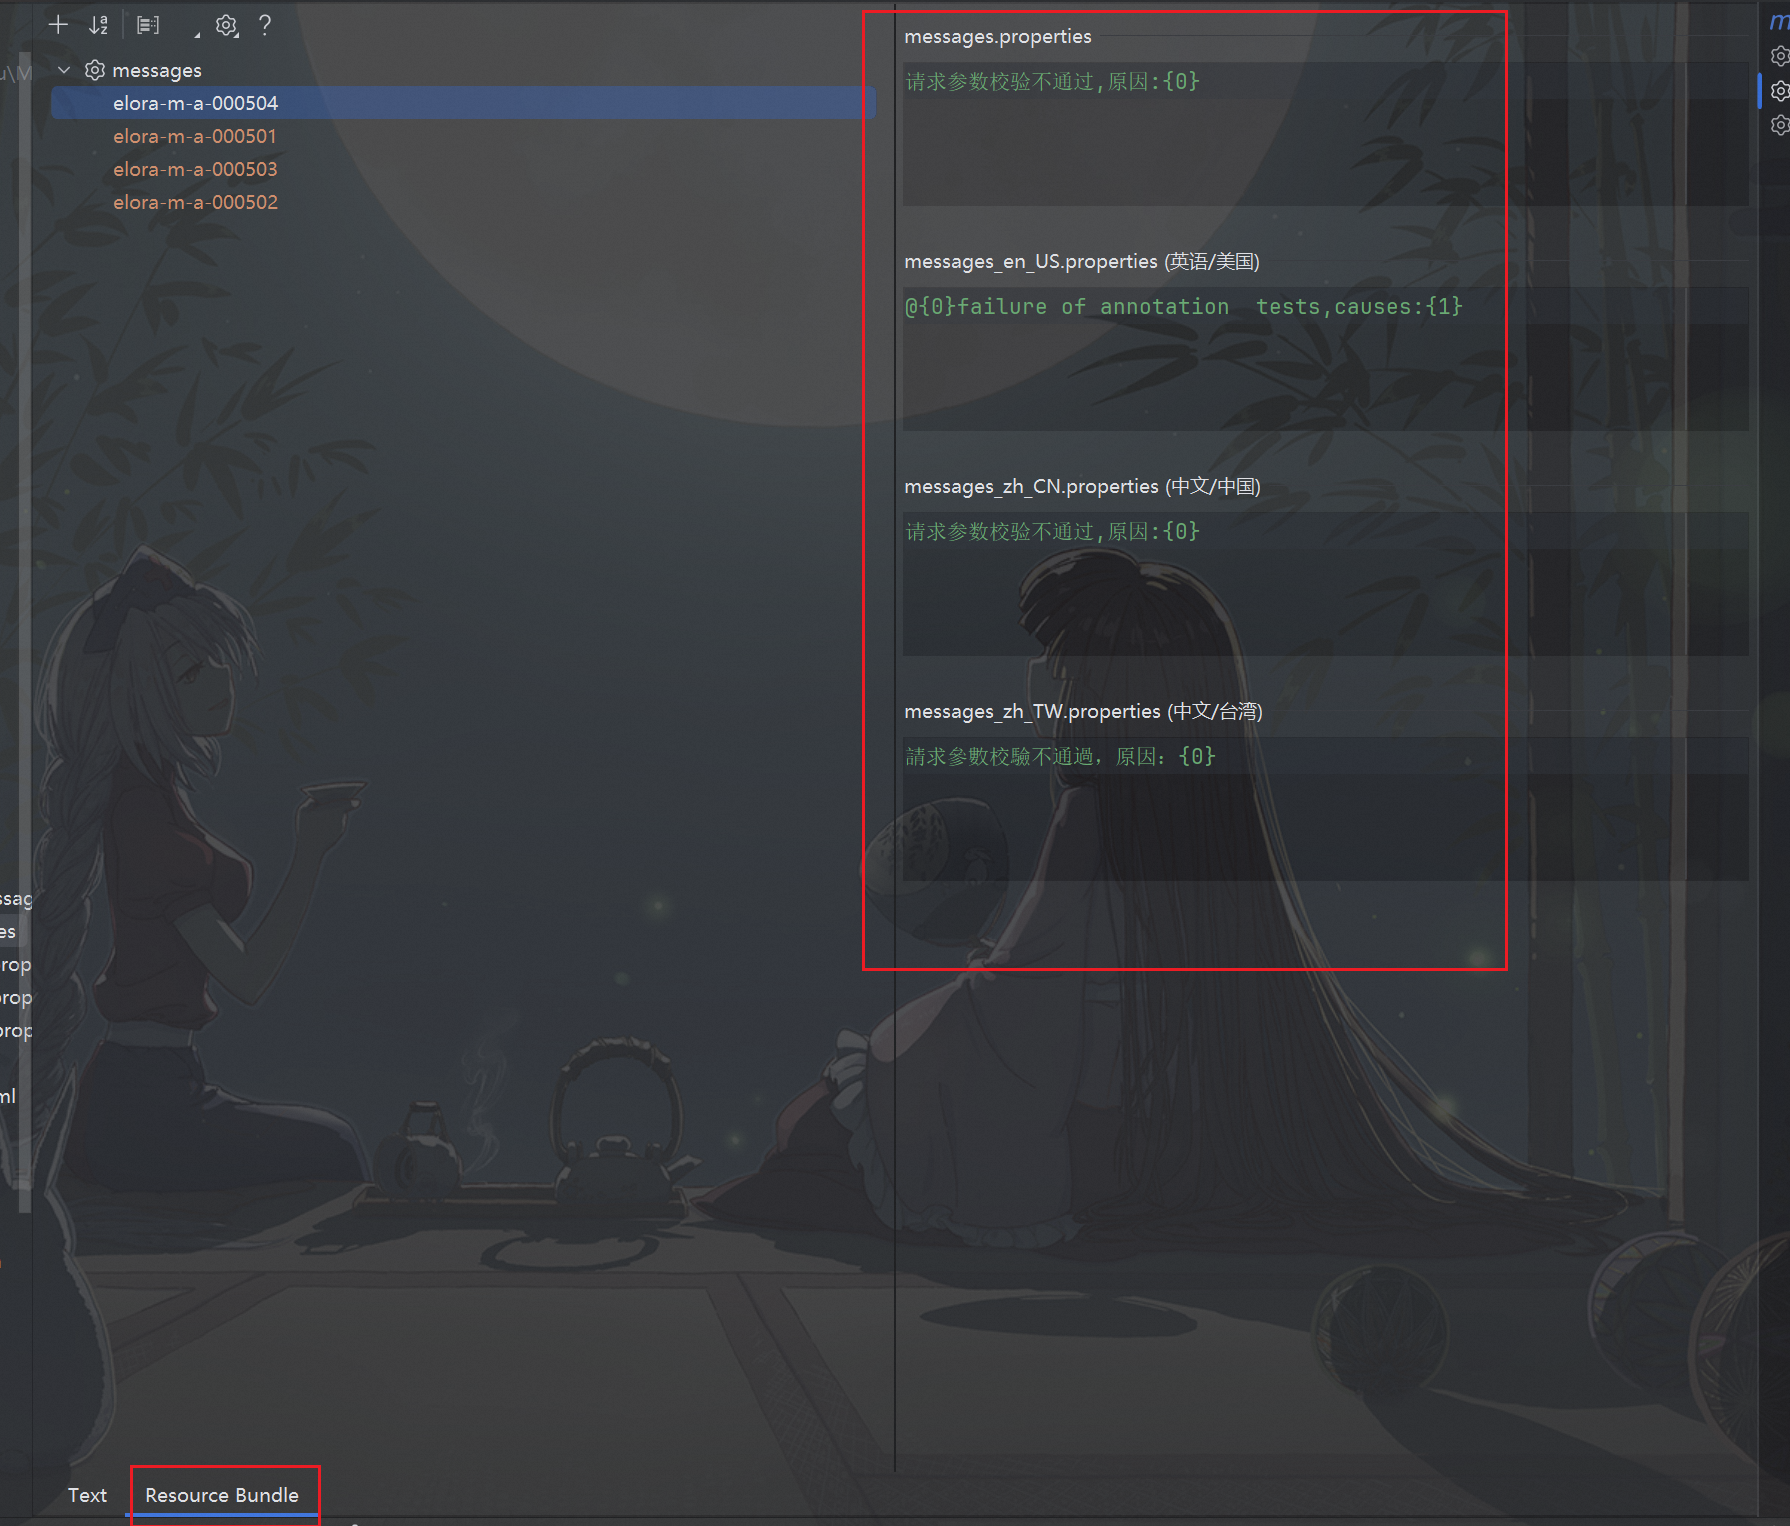 messages
elora-m-a-000504
elora-m-a-000501
elora-m-a-000503
elora-m-a-000502
messages.properties
请求参数校验不通过,原因:{0}
messages_en_US.properties (英语/美国)
@{0}failure of annotation  tests,causes:{1}
messages_zh_CN.properties (中文/中国)
请求参数校验不通过,原因:{0}
messages_zh_TW.properties (中文/台湾)
請求參數校驗不通過，原因：{0}
ssag
es
rop
prop
prop
ml
Text
Resource Bundle